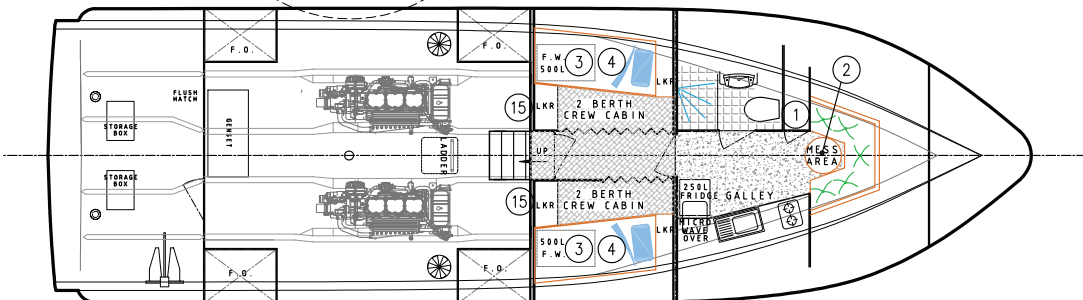 F.O.
F.O.
FLUSH
HATCH
STORAGE
BOX
STORAGE
BOX
GENSET
LADDER
F.O.
F.O.
F.W.
500L
3
4
LKR
15
LKR
2 BERTH
CREW CABIN
UP
15
LKR
2 BERTH
CREW CABIN
LKR
500L
F.W.
3
4
1
2
MESS
AREA
250L
FRIDGE
GALLEY
MICRO
WAVE
OVER